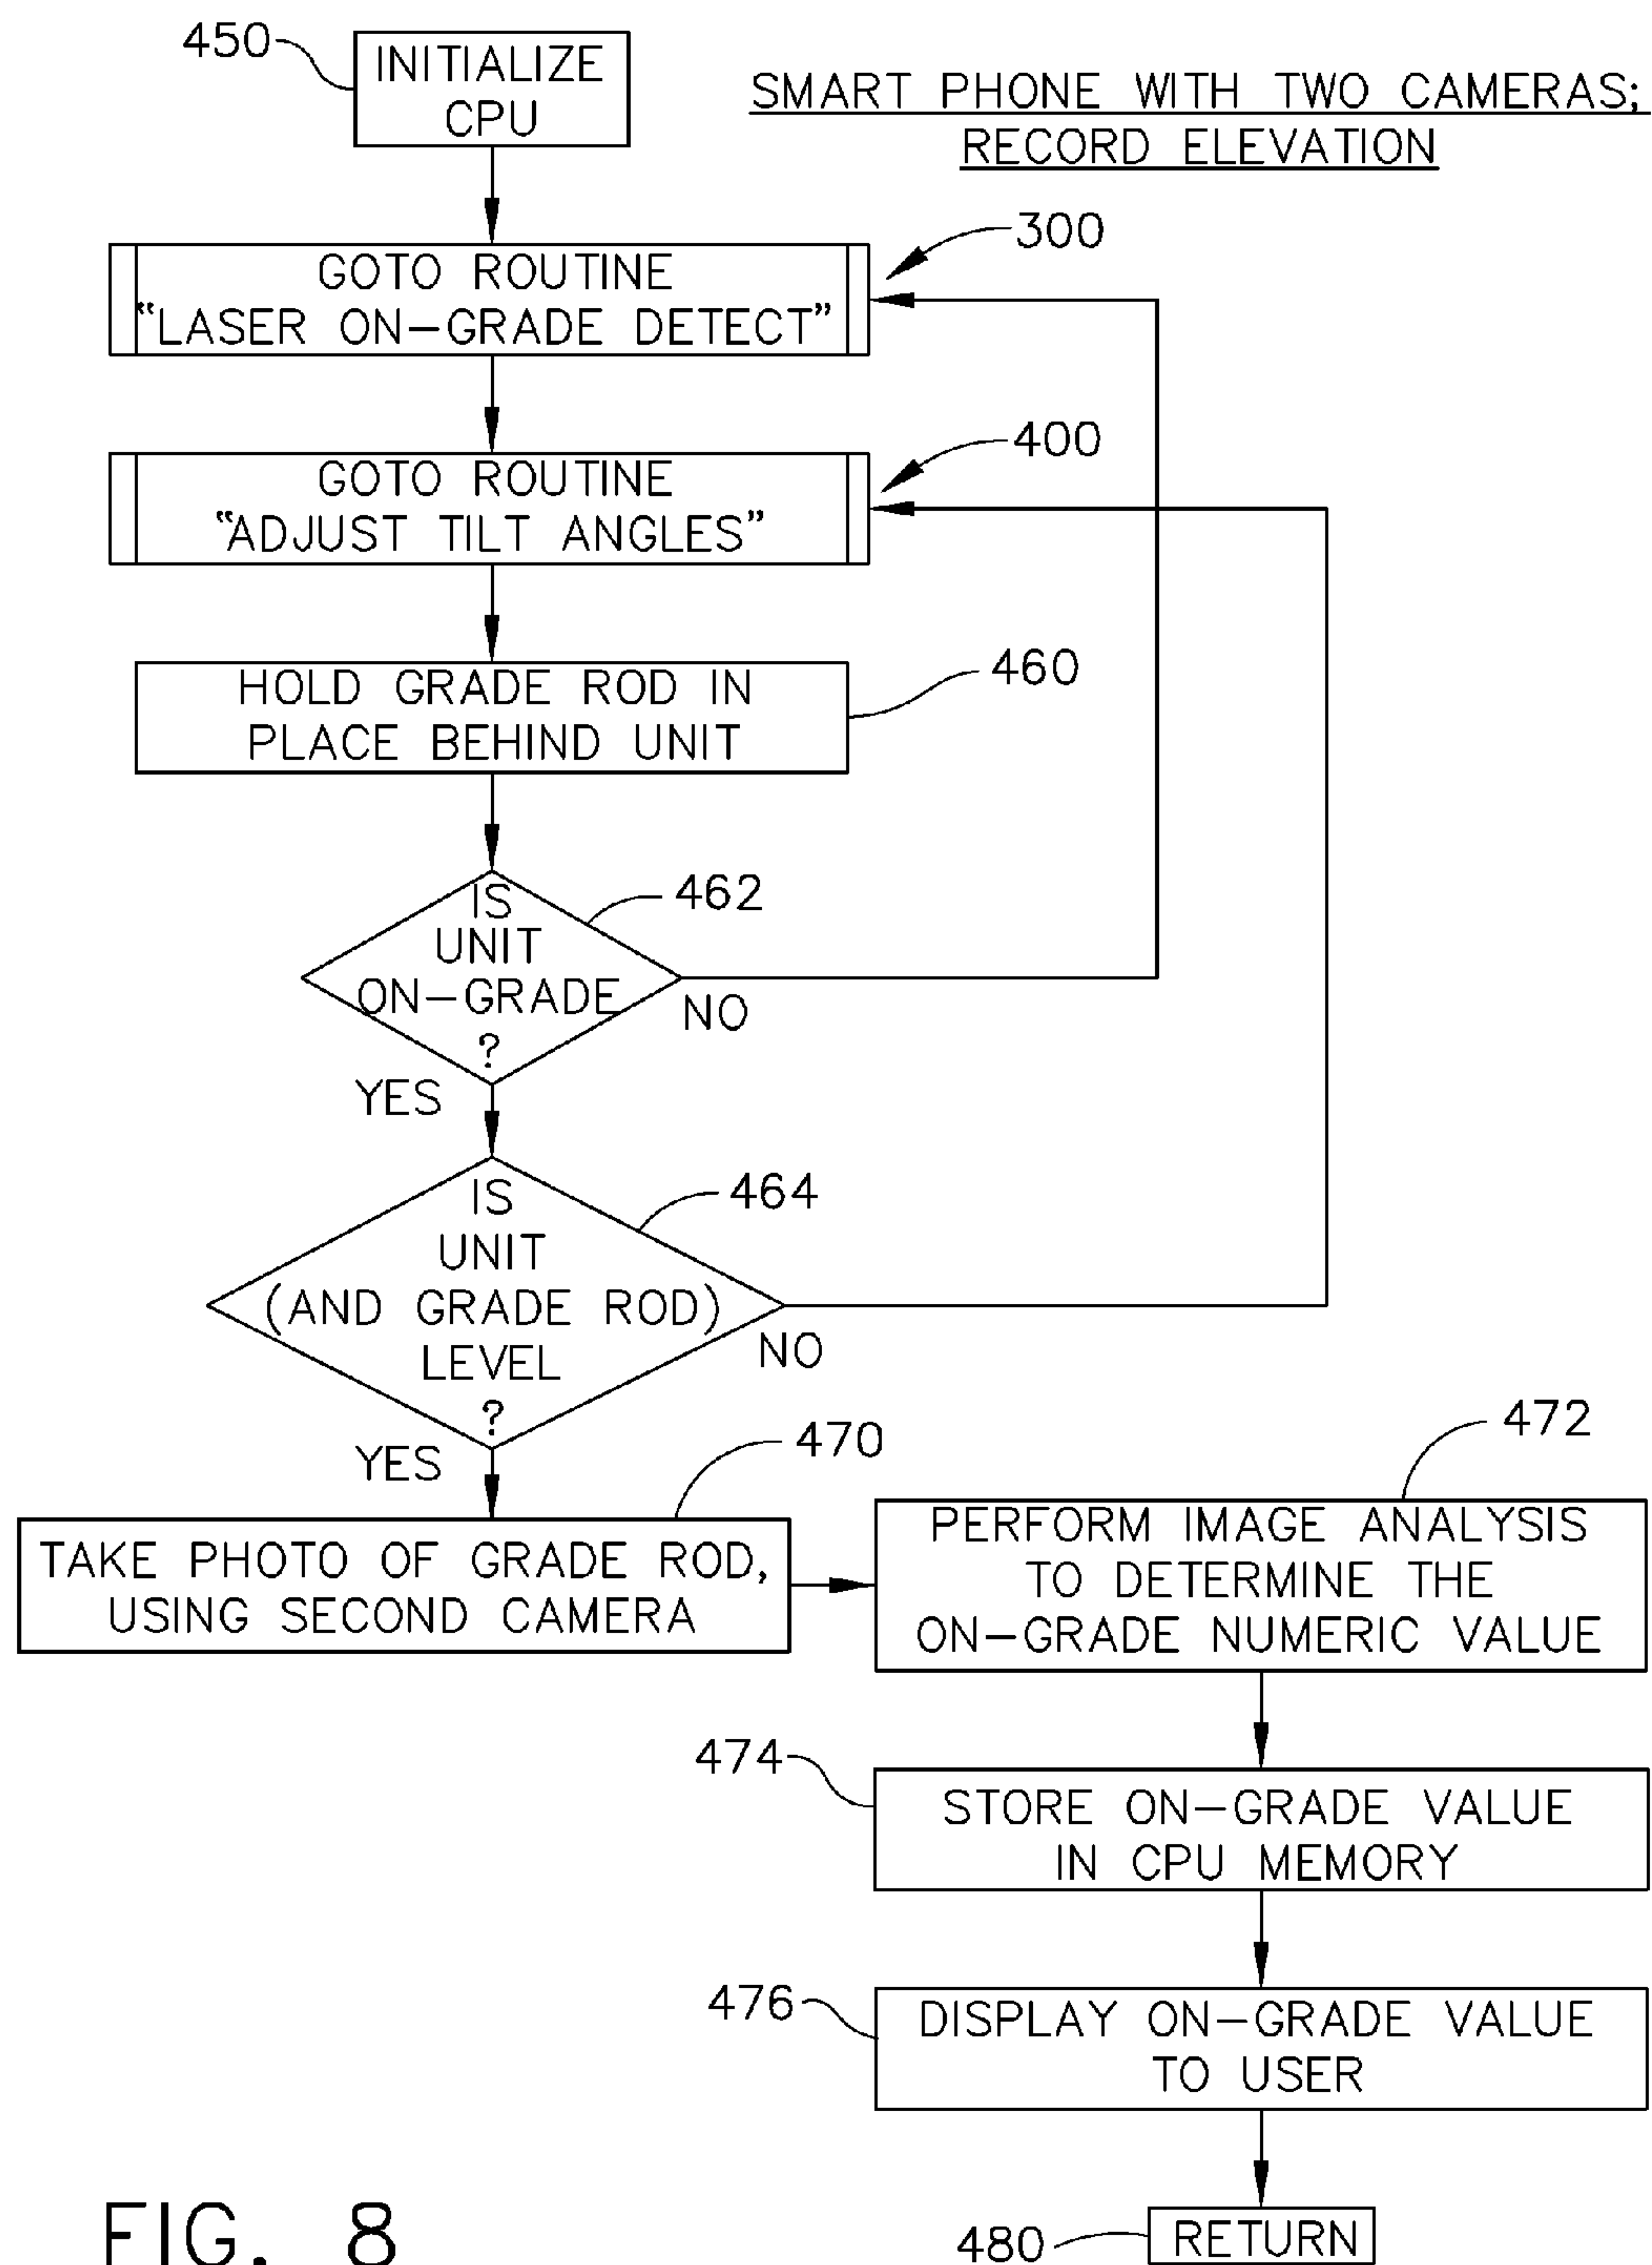 450
INITIALIZE
CPU
SMART PHONE WITH TWO CAMERAS;
RECORD ELEVATION
300
GOTO ROUTINE
“LASER ON-GRADE DETECT”
400
GOTO ROUTINE
“ADJUST TILT ANGLES”
460
HOLD GRADE ROD IN
PLACE BEHIND UNIT
462
IS
UNIT
ON-GRADE
?
NO
YES
464
IS
UNIT
(AND GRADE ROD)
LEVEL
?
NO
YES
470
TAKE PHOTO OF GRADE ROD,
USING SECOND CAMERA
472
PERFORM IMAGE ANALYSIS
TO DETERMINE THE
ON-GRADE NUMERIC VALUE
474
STORE ON-GRADE VALUE
IN CPU MEMORY
476
DISPLAY ON-GRADE VALUE
TO USER
480
RETURN
FIG. 8